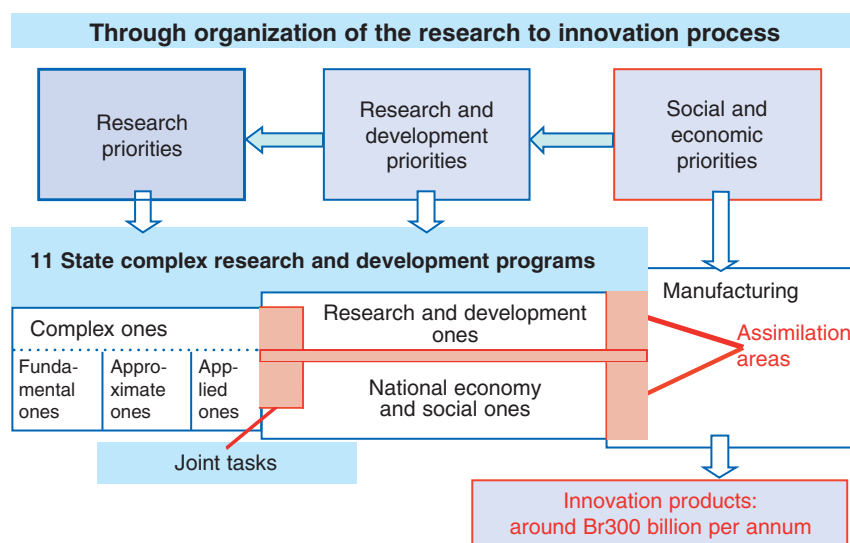 Through organization of the research to innovation process
Research
priorities
Research and
development
priorities
Social and
economic
priorities
11 State complex research and development programs
Manufacturing
Complex ones
Research and development
ones
Assimilation
areas
Funda-
mental
ones
Appro-
ximate
ones
App-
lied
ones
National economy
and social ones
Joint tasks
Innovation products:
around Br300 billion per annum